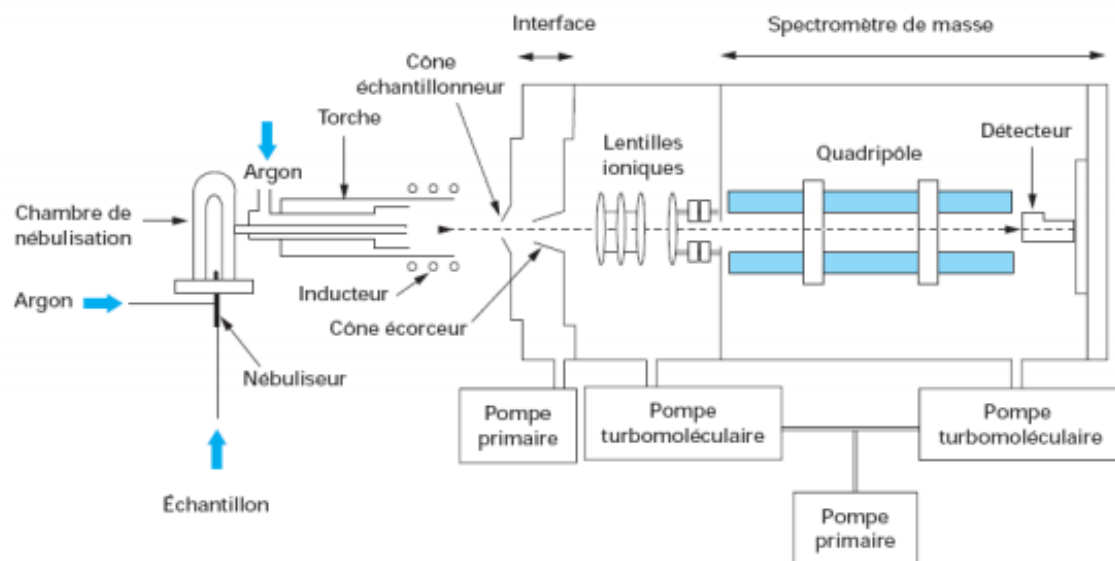 Interface
Spectromètre de masse
Cône
échantillonneur
Torche
Argon
Lentilles
ioniques
Quadripôle
Détecteur
Chambre de
nébulisation
Inducteur
Argon
Cône écorceur
Nébuliseur
Pompe
primaire
Pompe
turbomoléculaire
Pompe
turbomoléculaire
Échantillon
Pompe
primaire